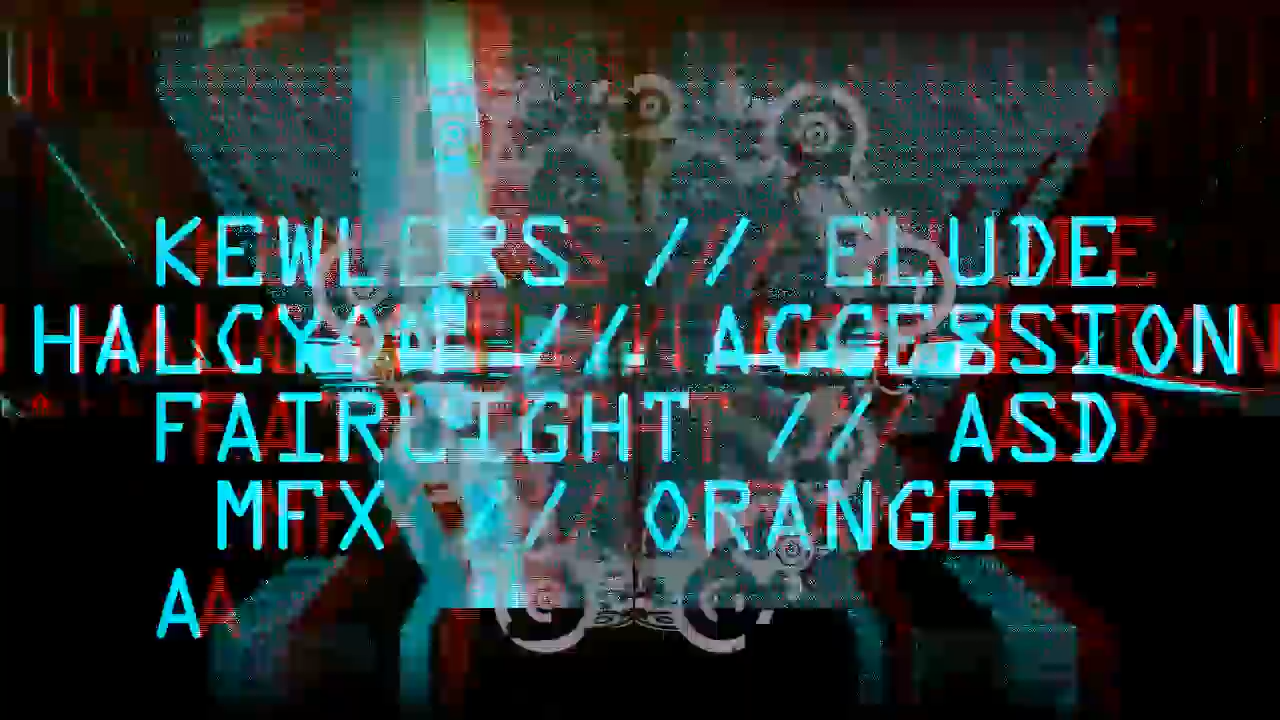 KEWLERS // ELUDE
HALCYON // ACCESSION
FAIRLIGHT // ASD
MFX // ORANGE
A